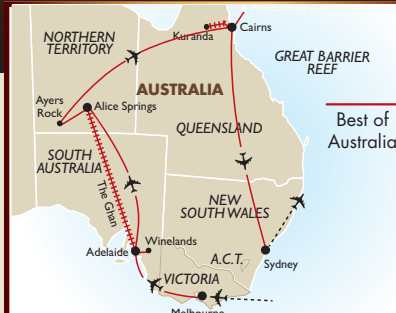 NORTHERN
TERRITORY
Kuranda
Cairns
GREAT BARRIER
REEF
AUSTRALIA
Ayers
Rock
Alice Springs
QUEENSLAND
Best of
Australia
SOUTH
AUSTRALIA
The Ghan
NEW
SOUTH WALES
Adelaide
Winelands
A.C.T.
Sydney
VICTORIA
Melbourne